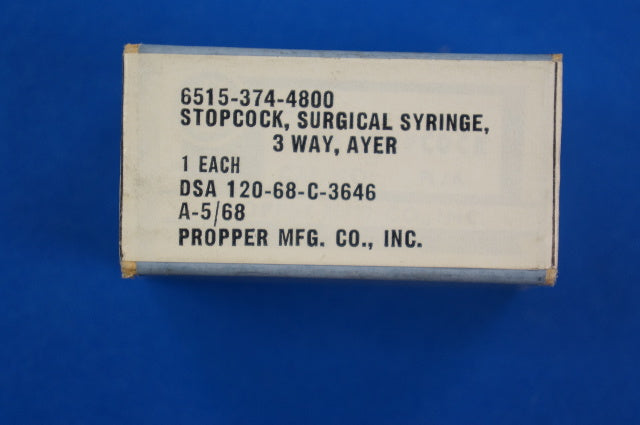 6515-374-4800
STOPCOCK, SURGICAL SYRINGE,
3 WAY, AYER
1 EACH
DSA 120-68-C-3646
A-5/68
PROPPER MFG. CO., INC.